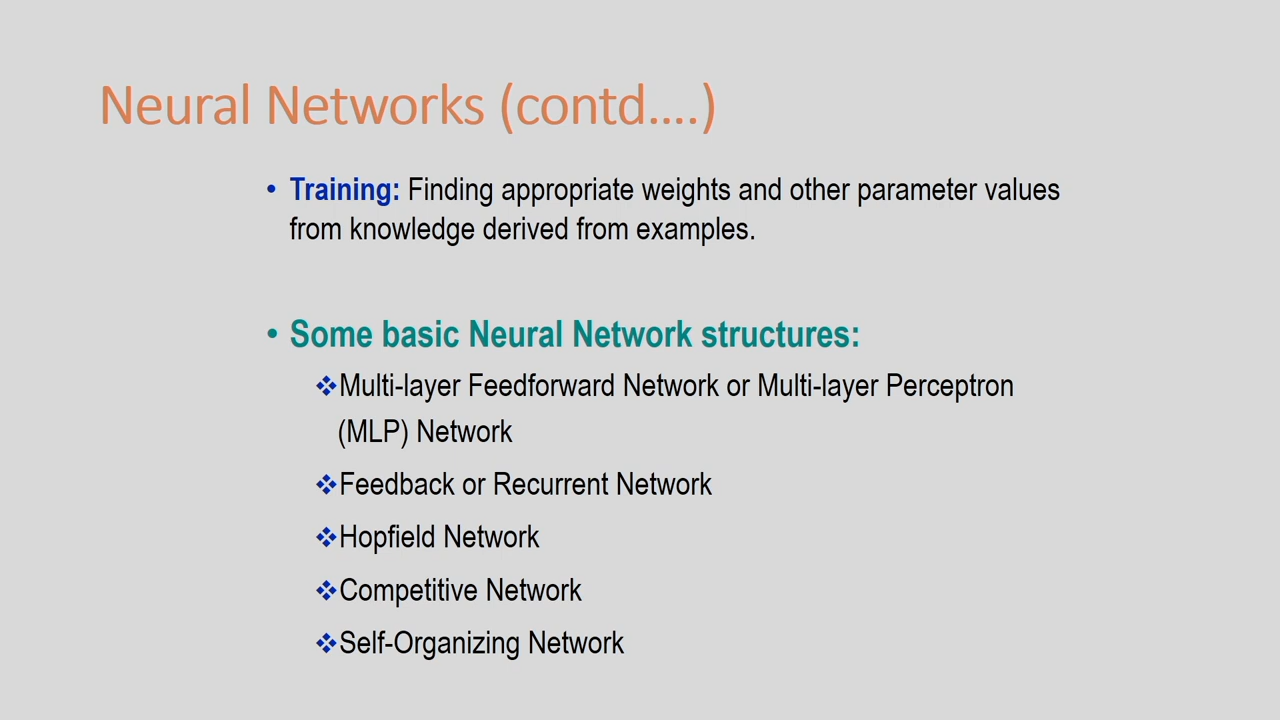 Neural Networks (contd....)
• Training: Finding appropriate weights and other parameter values
from knowledge derived from examples.
• Some basic Neural Network structures:
❖Multi-layer Feedforward Network or Multi-layer Perceptron
(MLP) Network
❖Feedback or Recurrent Network
❖Hopfield Network
❖Competitive Network
❖Self-Organizing Network